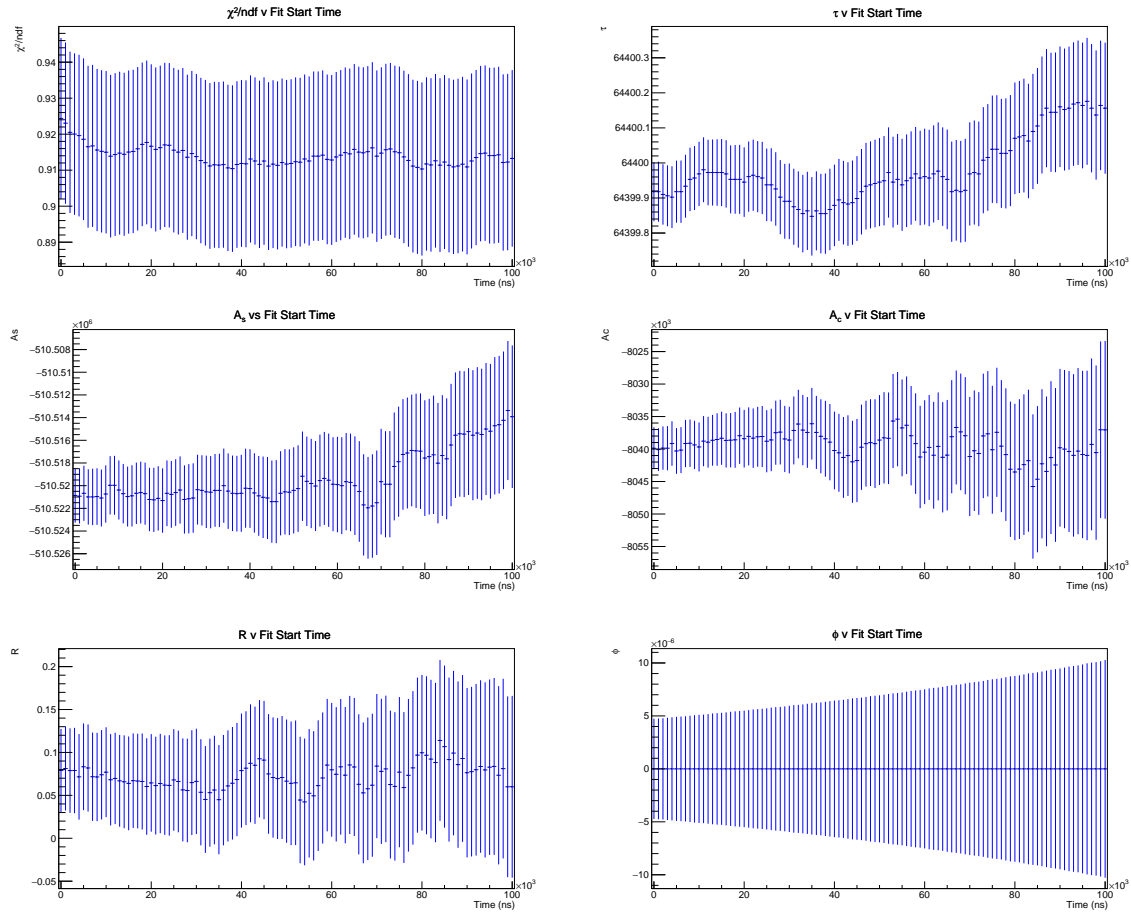 χ²/ndf v Fit Start Time
χ²/ndf
0.94
0.93
0.92
0.91
0.9
0.89
0 20 40 60 80 100
×10³
Time (ns)
τ v Fit Start Time
τ
64400.3
64400.2
64400.1
64400
64399.9
64399.8
0 20 40 60 80 100
×10³
Time (ns)
A_s vs Fit Start Time
As
×10⁶
−510.508
−510.51
−510.512
−510.514
−510.516
−510.518
−510.52
−510.522
−510.524
−510.526
0 20 40 60 80 100
×10³
Time (ns)
A_c v Fit Start Time
Ac
×10³
−8025
−8030
−8035
−8040
−8045
−8050
−8055
0 20 40 60 80 100
×10³
Time (ns)
R v Fit Start Time
R
0.2
0.15
0.1
0.05
0
−0.05
0 20 40 60 80 100
×10³
Time (ns)
ϕ v Fit Start Time
ϕ
×10⁻⁶
10
5
0
−5
−10
0 20 40 60 80 100
×10³
Time (ns)